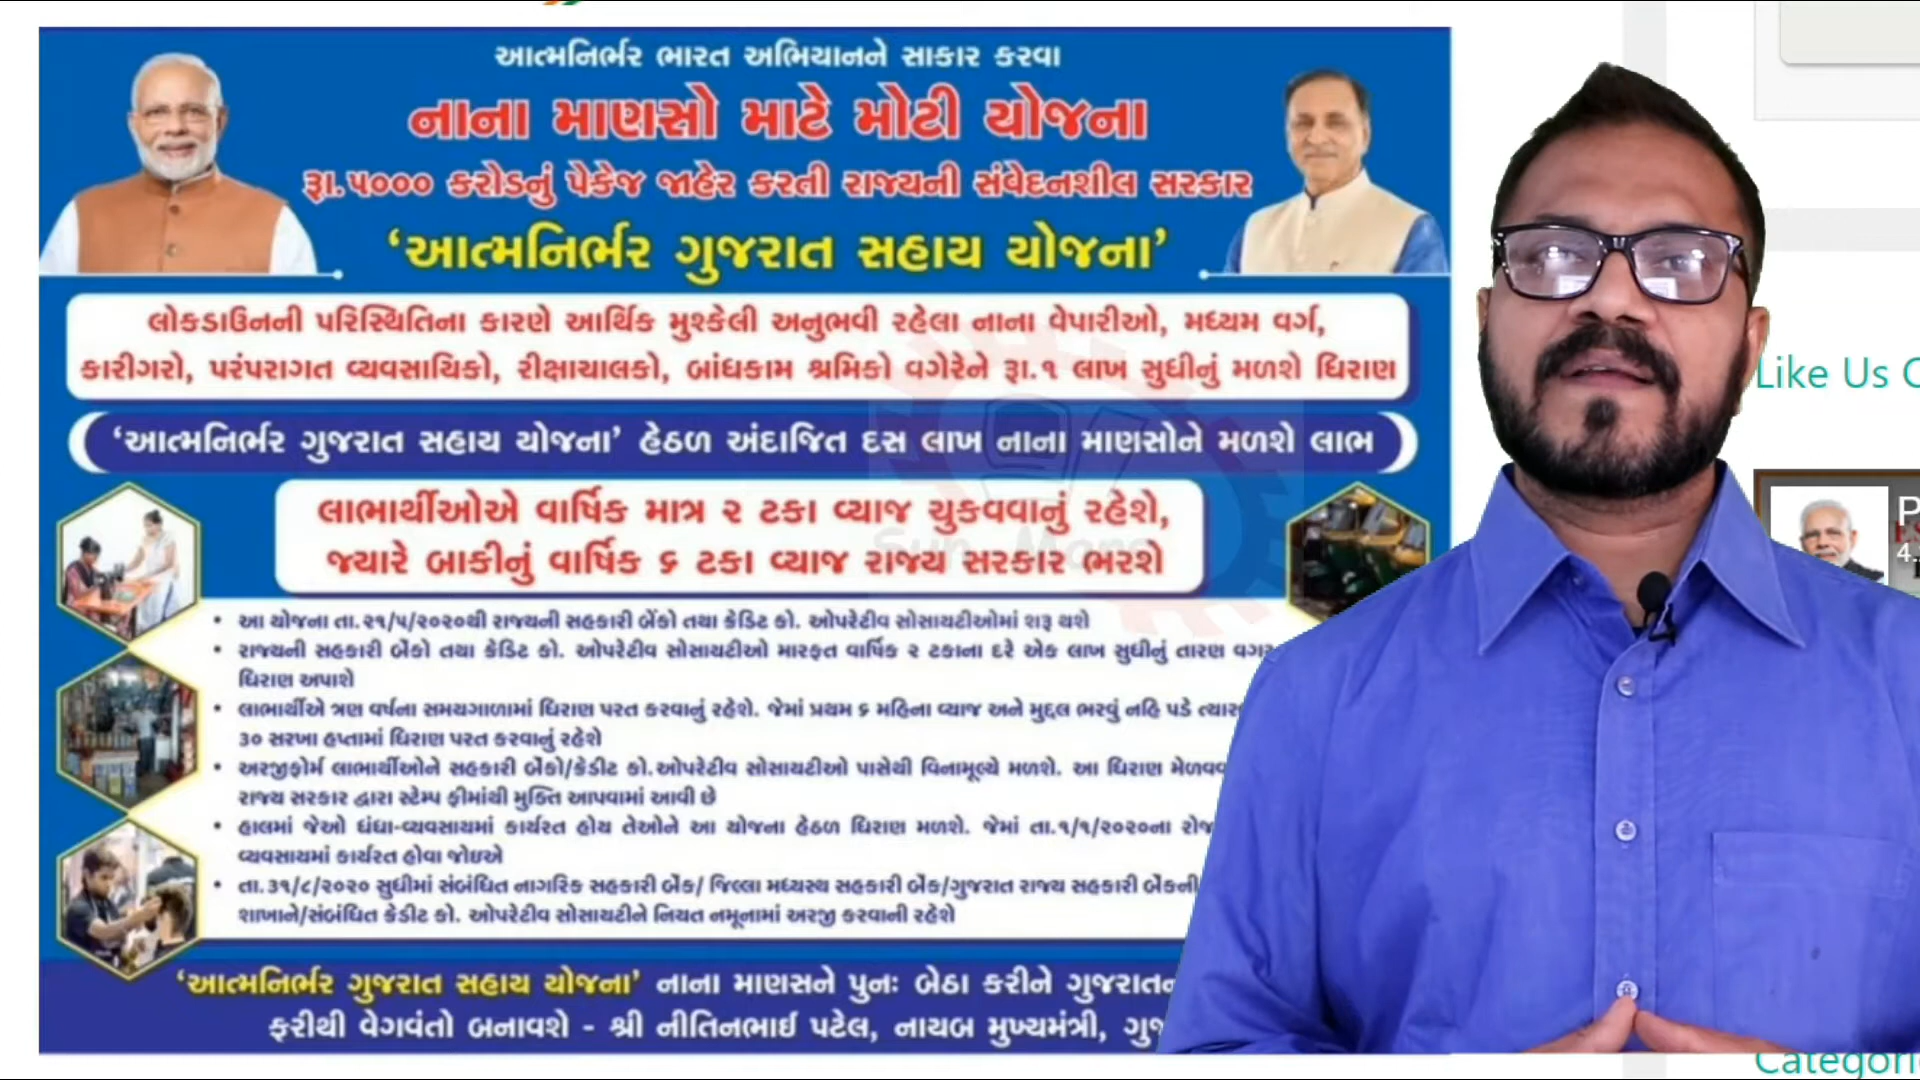 આત્મનિર્ભર ભારત અભિયાનને સાકાર કરવા
નાના માણસો માટે મોટી યોજના
રૂા.૫૦૦૦ કરોડનું પેકેજ જાહેર કરતી રાજ્યની સંવેદનશીલ સરકાર
‘આત્મનિર્ભર ગુજરાત સહાય યોજના’
લોકડાઉનની પરિસ્થિતિના કારણે આર્થિક મુશ્કેલી અનુભવી રહેલા નાના વેપારીઓ, મધ્યમ વર્ગ,
કારીગરો, પરંપરાગત વ્યવસાયિકો, રીક્ષાચાલકો, બાંધકામ શ્રમિકો વગેરેને રૂા.૧ લાખ સુધીનું મળશે ધિરાણ
‘આત્મનિર્ભર ગુજરાત સહાય યોજના’ હેઠળ અંદાજિત દસ લાખ નાના માણસોને મળશે લાભ
લાભાર્થીઓએ વાર્ષિક માત્ર ૨ ટકા વ્યાજ ચુકવવાનું રહેશે,
જ્યારે બાકીનું વાર્ષિક ૬ ટકા વ્યાજ રાજ્ય સરકાર ભરશે
• આ યોજના તા.૨૧/૫/૨૦૨૦થી રાજ્યની સહકારી બેંકો તથા ક્રેડિટ કો. ઓપરેટીવ સોસાયટીઓમાં શરૂ થશે
• રાજ્યની સહકારી બેંકો તથા ક્રેડિટ કો. ઓપરેટીવ સોસાયટીઓ મારફત વાર્ષિક ૨ ટકાના દરે એક લાખ સુધીનું તારણ વગર
ધિરાણ અપાશે
• લાભાર્થીએ ત્રણ વર્ષના સમયગાળામાં ધિરાણ પરત કરવાનું રહેશે. જેમાં પ્રથમ ૬ મહિના વ્યાજ અને મુદ્દલ ભરવું નહિ પડે
૩૦ સરખા હપ્તામાં ધિરાણ પરત કરવાનું રહેશે
• અરજીફોર્મ લાભાર્થીઓને સહકારી બેંકો/ક્રેડીટ કો.ઓપરેટીવ સોસાયટીઓ પાસેથી વિનામૂલ્યે મળશે. આ ધિરાણ
રાજ્ય સરકાર દ્વારા સ્ટેમ્પ ફીમાંથી મુક્તિ આપવામાં આવી છે
• હાલમાં જેઓ ધંધા-વ્યવસાયમાં કાર્યરત હોય તેઓને આ યોજના હેઠળ ધિરાણ મળશે. જેમાં તા.૧/૧/૨૦૨૦ના રોજ
વ્યવસાયમાં કાર્યરત હોવા જોઇએ
• તા.૩૧/૮/૨૦૨૦ સુધીમાં સંબંધિત નાગરિક સહકારી બેંક/ જિલ્લા મધ્યસ્થ સહકારી બેંક/ગુજરાત રાજ્ય સહકારી બેંકની
શાખાને/સંબંધિત ક્રેડીટ કો. ઓપરેટીવ સોસાયટીને નિયત નમૂનામાં અરજી કરવાની રહેશે
‘આત્મનિર્ભર ગુજરાત સહાય યોજના’ નાના માણસને પુનઃ બેઠા કરીને
ફરીથી વેગવંતો બનાવશે - શ્રી નીતિનભાઈ પટેલ, નાયબ મુખ્યમંત્રી,
Like Us